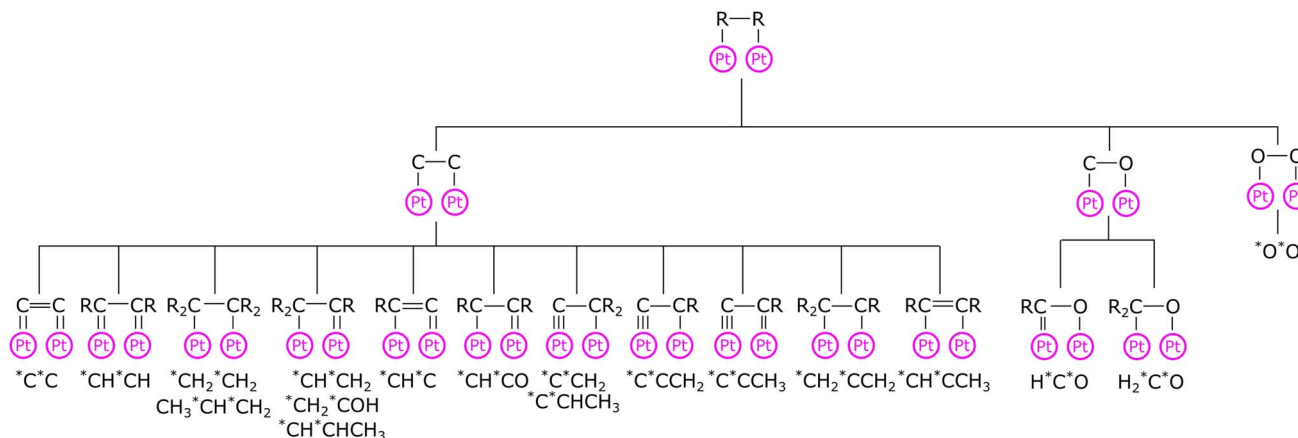 R—R
Pt Pt
C—C
Pt Pt
C—O
Pt Pt
O—
Pt Pt
*O*O
C=C
Pt Pt
*C*C
RC—CR
Pt Pt
*CH*CH
R₂C—CR₂
Pt Pt
*CH₂*CH₂
CH₃*CH*CH₂
R₂C—CR
Pt Pt
*CH*CH₂
*CH₂*COH
*CH*CHCH₃
RC=C
Pt Pt
*CH*C
RC—CR
Pt Pt
*CH*CO
C—CR₂
Pt Pt
*C*CH₂
*C*CHCH₃
C—CR
Pt Pt
*C*CCH₂
C—CR
Pt Pt
*C*CCH₃
R₂C—CR
Pt Pt
*CH₂*CCH₂
RC=CR
Pt Pt
*CH*CCH₃
RC—O
Pt Pt
H*C*O
R₂C—O
Pt Pt
H₂*C*O